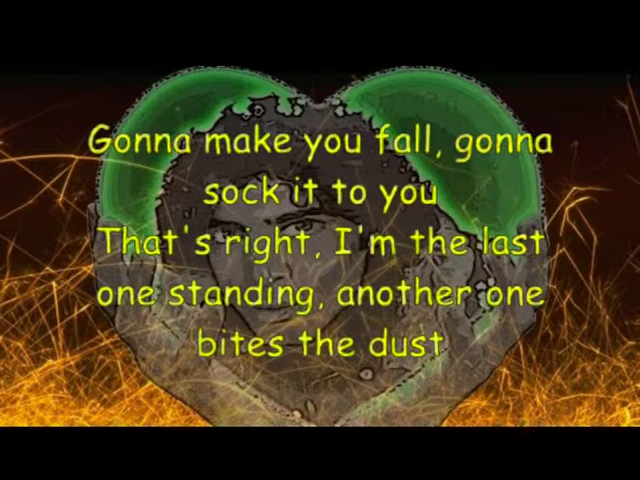 Gonna make you fall, gonna
sock it to you
That's right, I'm the last
one standing, another one
bites the dust